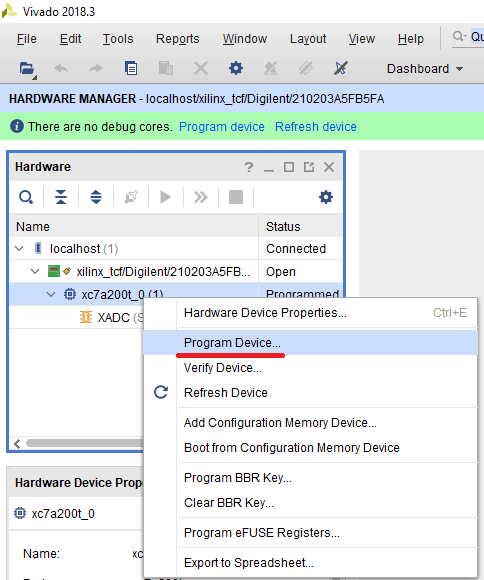 Vivado 2018.3
File Edit Tools Reports Window Layout View Help Qu
Dashboard
HARDWARE MANAGER - localhost/xilinx_tcf/Digilent/210203A5FB5FA
There are no debug cores. Program device Refresh device
Hardware
Name Status
localhost (1) Connected
xilinx_tcf/Digilent/210203A5FB... Open
xc7a200t_0 (1) Programmed
XADC (S
Hardware Device Properties... Ctrl+E
Program Device...
Verify Device...
Refresh Device
Add Configuration Memory Device...
Boot from Configuration Memory Device
Program BBR Key...
Clear BBR Key...
Program eFUSE Registers...
Export to Spreadsheet...
Hardware Device Prope
xc7a200t_0
Name: xc